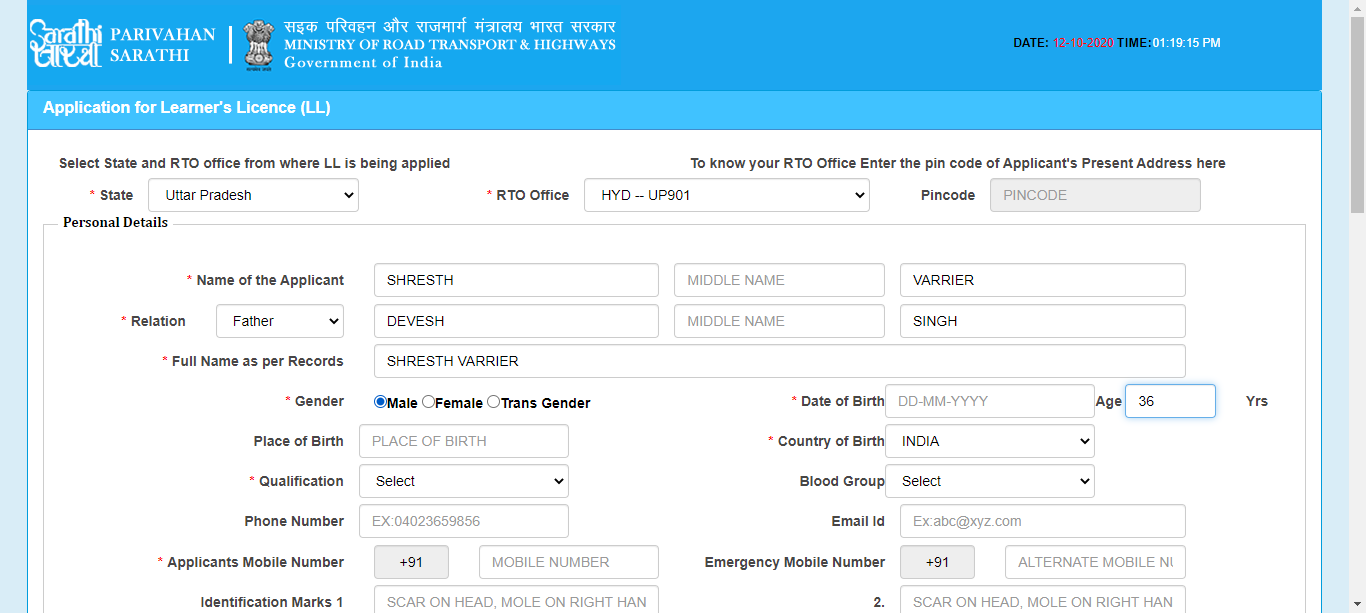 Sarathi
सारथी
PARIVAHAN
SARATHI
सड़क परिवहन और राजमार्ग मंत्रालय भारत सरकार
MINISTRY OF ROAD TRANSPORT & HIGHWAYS
Government of India
DATE: 12-10-2020 TIME:01:19:15 PM
Application for Learner's Licence (LL)
Select State and RTO office from where LL is being applied
To know your RTO Office Enter the pin code of Applicant's Present Address here
* State Uttar Pradesh * RTO Office HYD -- UP901 Pincode PINCODE
Personal Details
* Name of the Applicant SHRESTH MIDDLE NAME VARRIER
* Relation Father DEVESH MIDDLE NAME SINGH
* Full Name as per Records SHRESTH VARRIER
* Gender Male Female Trans Gender * Date of Birth DD-MM-YYYY Age 36 Yrs
Place of Birth PLACE OF BIRTH * Country of Birth INDIA
* Qualification Select Blood Group Select
Phone Number EX:04023659856 Email Id Ex:abc@xyz.com
* Applicants Mobile Number +91 MOBILE NUMBER Emergency Mobile Number +91 ALTERNATE MOBILE NU
Identification Marks 1 SCAR ON HEAD, MOLE ON RIGHT HAN 2. SCAR ON HEAD, MOLE ON RIGHT HAN